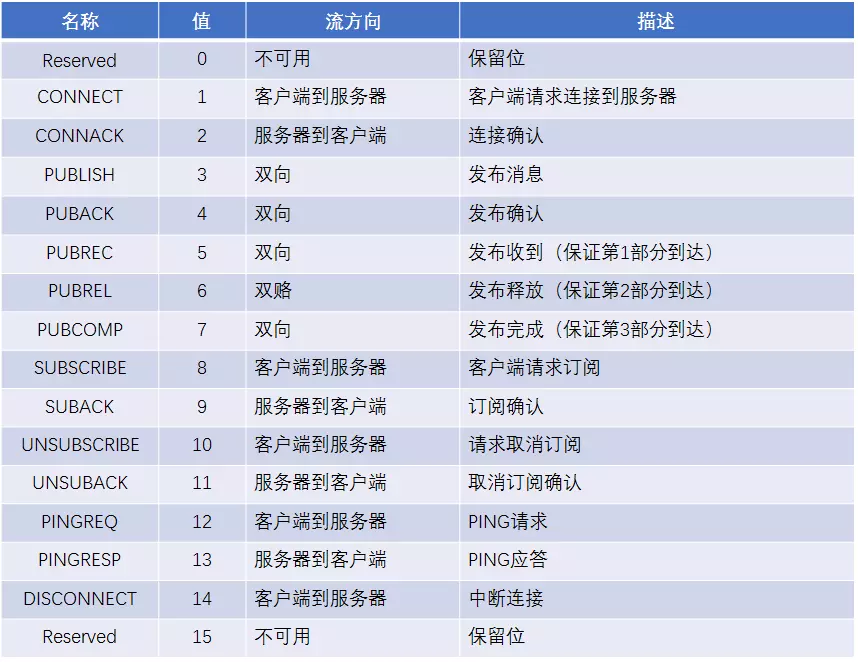 名称 值 流方向 描述
Reserved 0 不可用 保留位
CONNECT 1 客户端到服务器 客户端请求连接到服务器
CONNACK 2 服务器到客户端 连接确认
PUBLISH 3 双向 发布消息
PUBACK 4 双向 发布确认
PUBREC 5 双向 发布收到（保证第1部分到达）
PUBREL 6 双赂 发布释放（保证第2部分到达）
PUBCOMP 7 双向 发布完成（保证第3部分到达）
SUBSCRIBE 8 客户端到服务器 客户端请求订阅
SUBACK 9 服务器到客户端 订阅确认
UNSUBSCRIBE 10 客户端到服务器 请求取消订阅
UNSUBACK 11 服务器到客户端 取消订阅确认
PINGREQ 12 客户端到服务器 PING请求
PINGRESP 13 服务器到客户端 PING应答
DISCONNECT 14 客户端到服务器 中断连接
Reserved 15 不可用 保留位